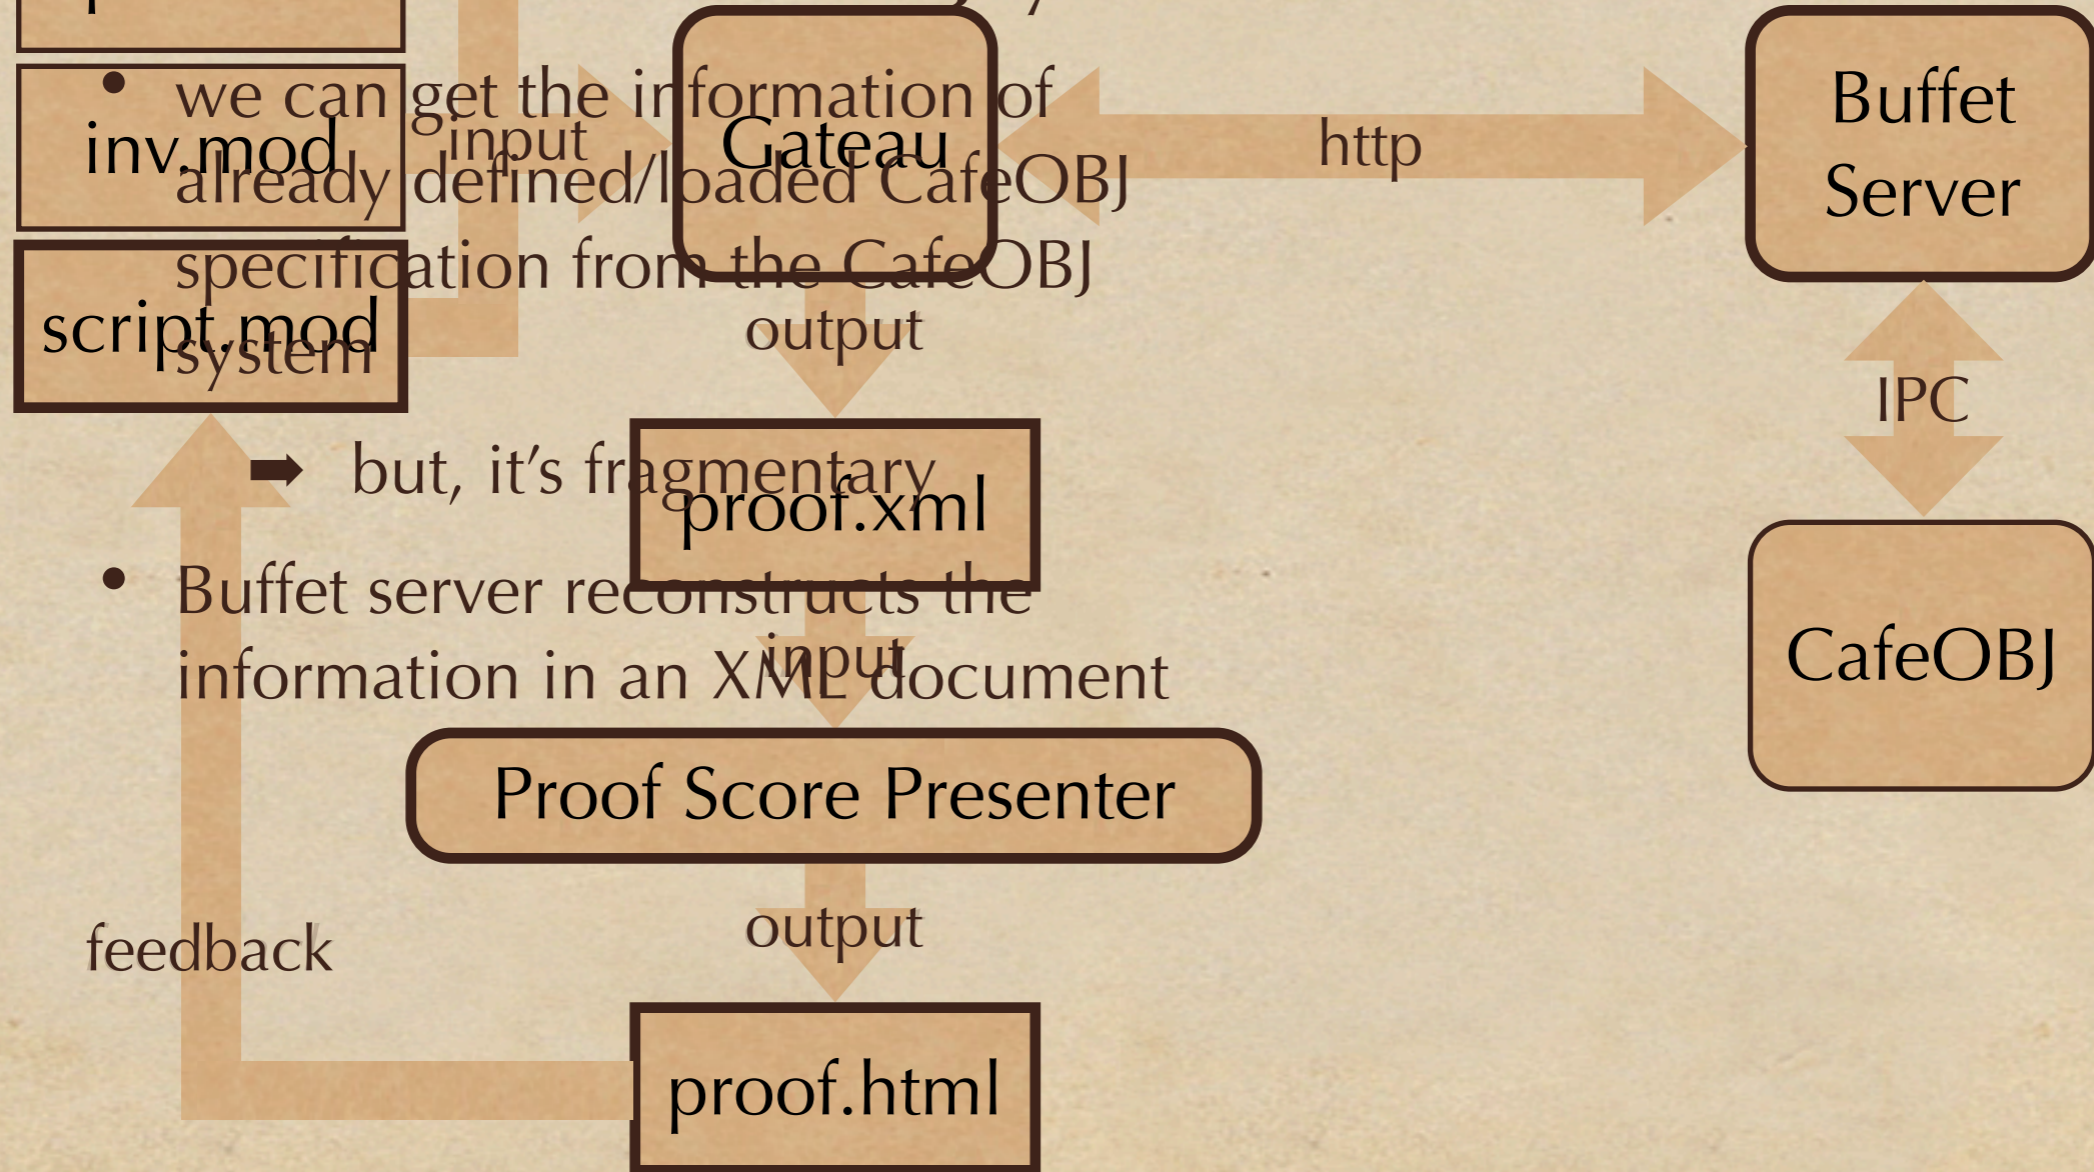 we can get the information of
already defined/loaded CafeOBJ
specification from the CafeOBJ
system
but, it's fragmentary
Buffet server reconstructs the
information in an XML document
inv.mod
input
Gateau
http
Buffet
Server
script.mod
output
IPC
proof.xml
input
CafeOBJ
Proof Score Presenter
feedback
output
proof.html